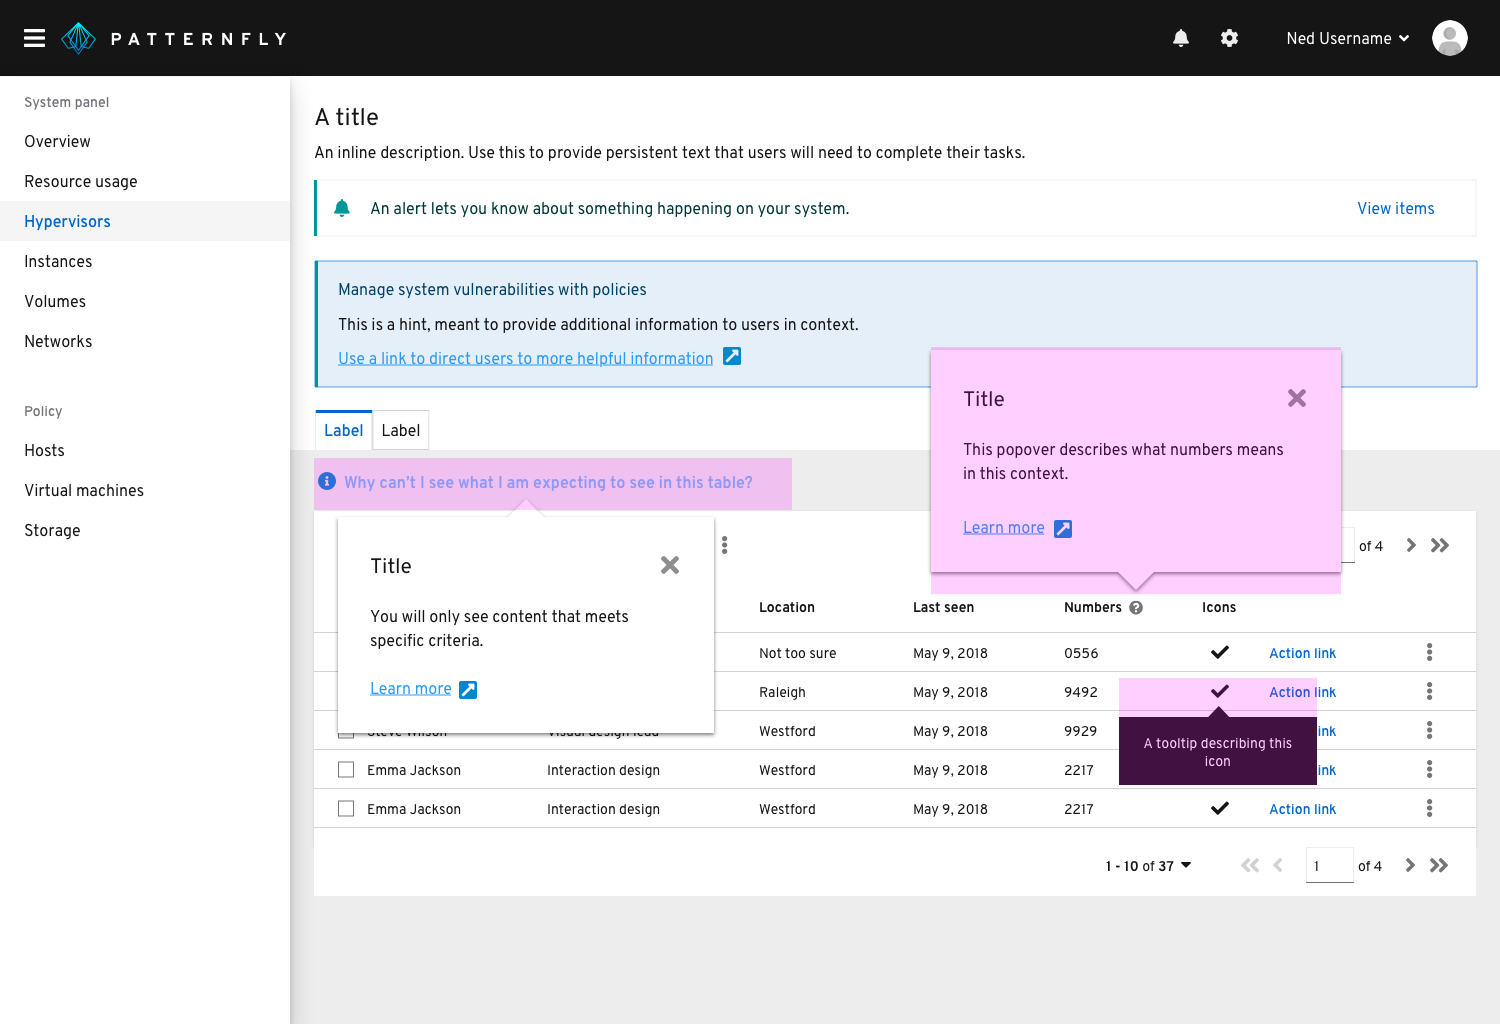 PATTERNFLY
Ned Username
System panel
Overview
Resource usage
Hypervisors
Instances
Volumes
Networks
Policy
Hosts
Virtual machines
Storage
A title
An inline description. Use this to provide persistent text that users will need to complete their tasks.
An alert lets you know about something happening on your system.
View items
Manage system vulnerabilities with policies
This is a hint, meant to provide additional information to users in context.
Use a link to direct users to more helpful information
Label
Label
Why can't I see what I am expecting to see in this table?
Title
This popover describes what numbers means
in this context.
Learn more
Title
You will only see content that meets
specific criteria.
Learn more
of 4
Location Last seen Numbers Icons
Not too sure May 9, 2018 0556 Action link
Raleigh May 9, 2018 9492 Action link
Steve Wilson Visual design lead Westford May 9, 2018 9929 link
Emma Jackson Interaction design Westford May 9, 2018 2217 link
A tooltip describing this
icon
Emma Jackson Interaction design Westford May 9, 2018 2217 Action link
1 - 10 of 37
1 of 4